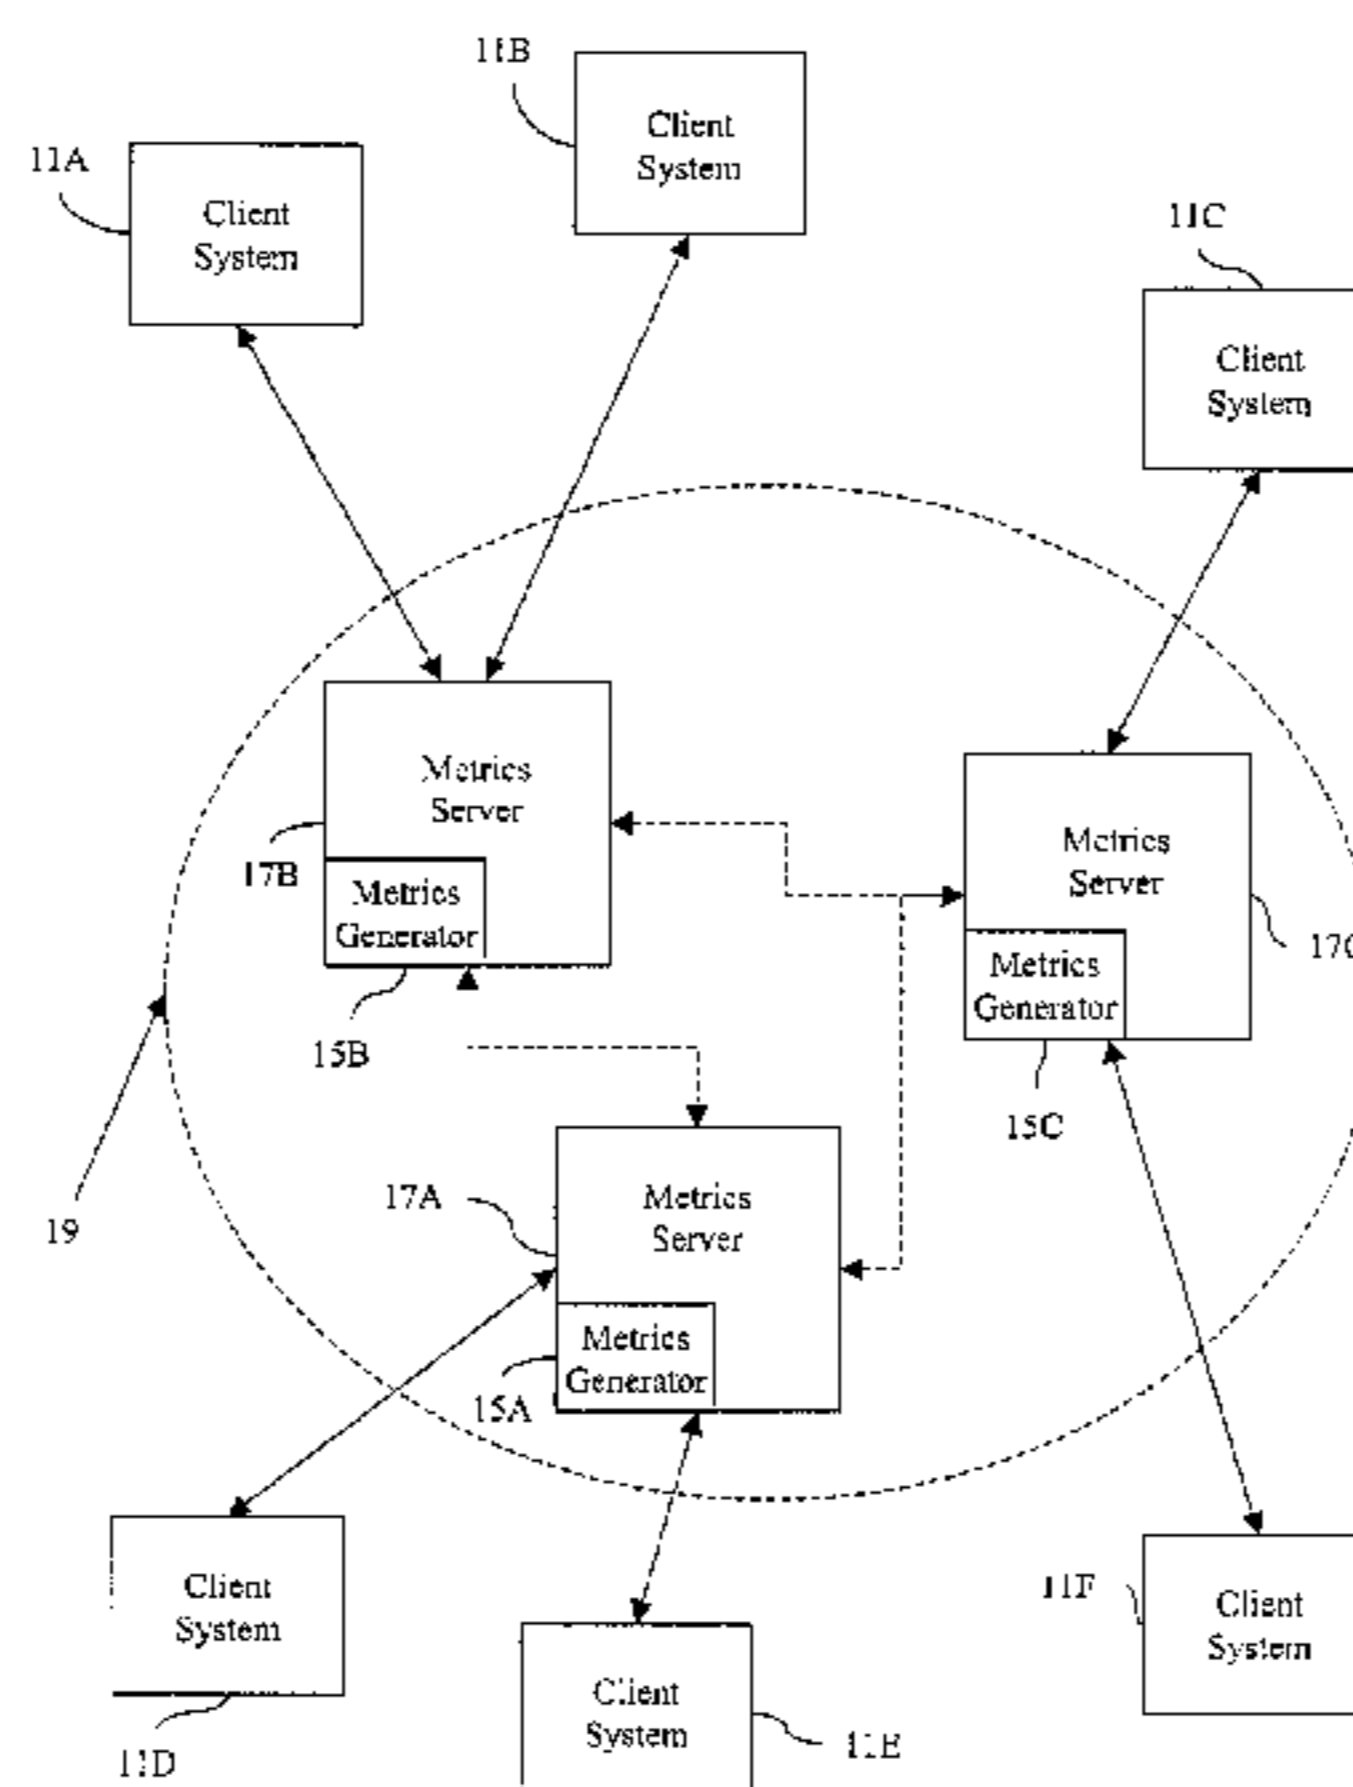 11B
Client
System
11A
Client
System
11C
Client
System
Metrics
Server
17B
Metrics
Generator
15B
Metrics
Server
17C
Metrics
Generator
15C
17A
Metrics
Server
19
Metrics
Generator
15A
Client
System
11D
Client
System
11E
11F
Client
System